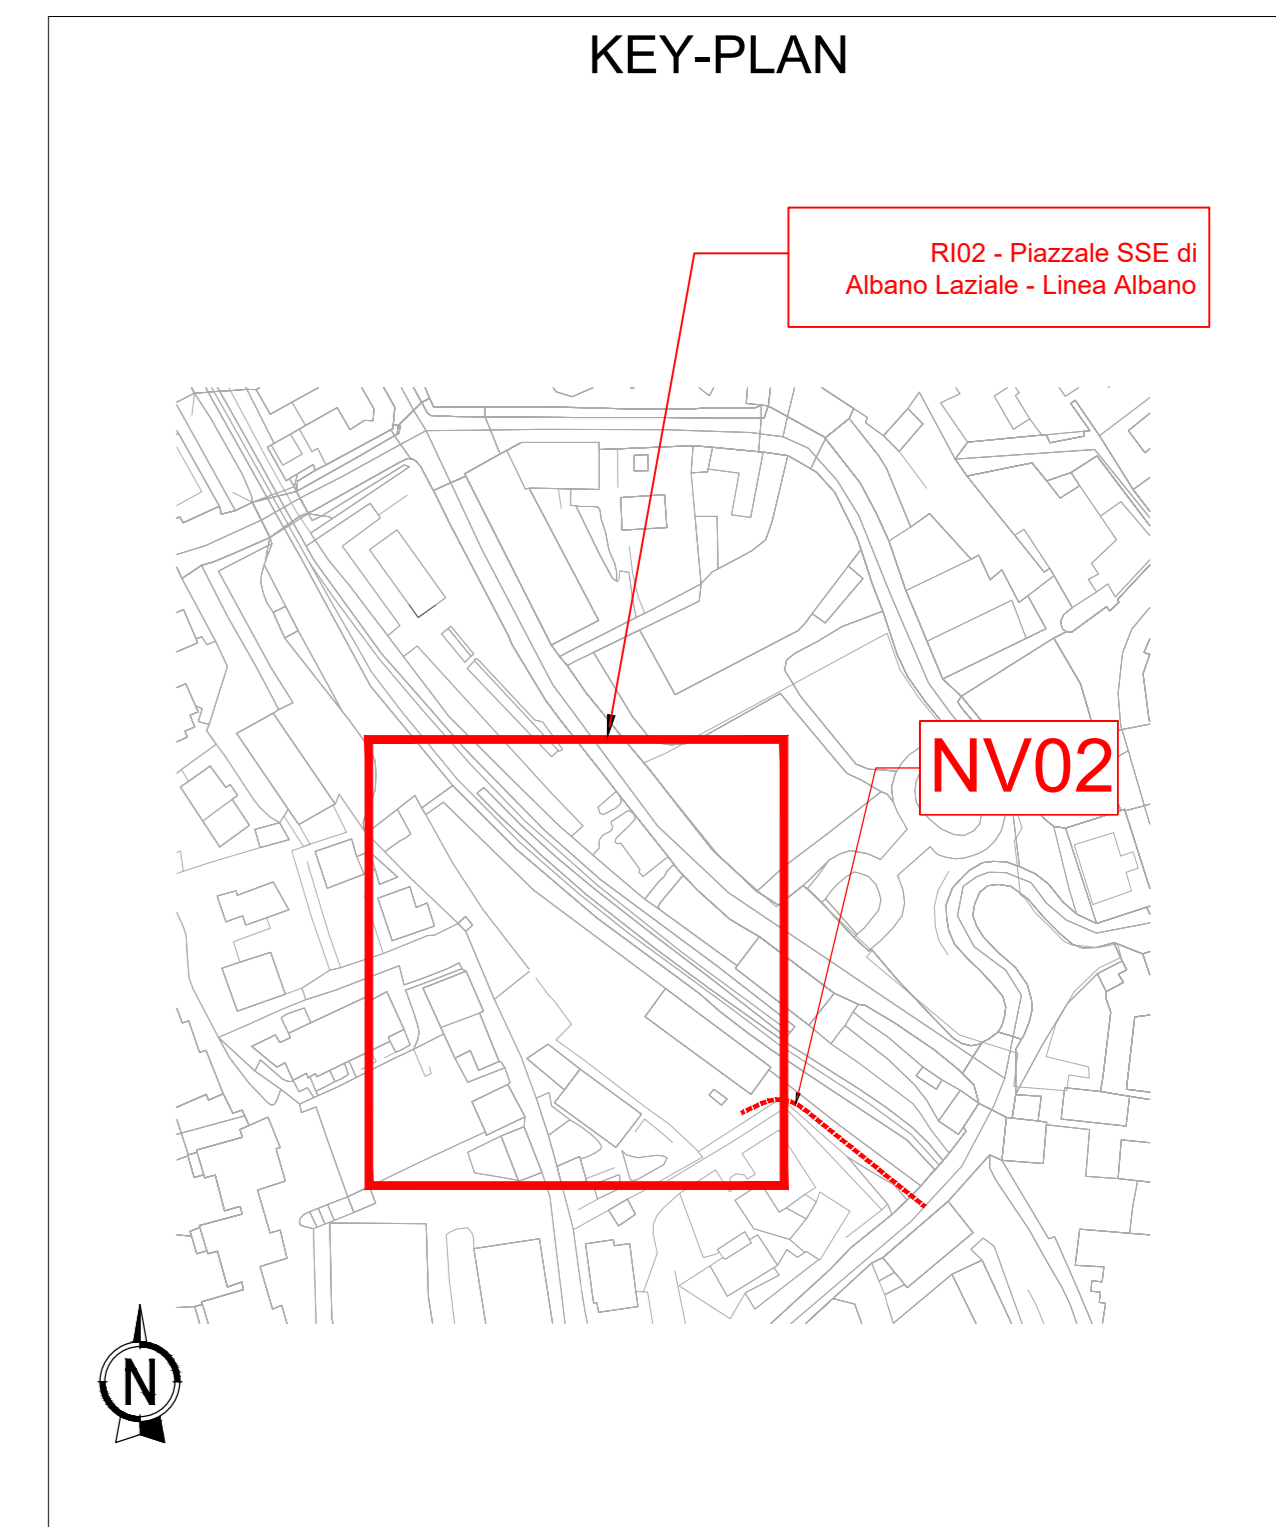 KEY-PLAN
RI02 - Piazzale SSE di
Albano Laziale - Linea Albano
NV02
N